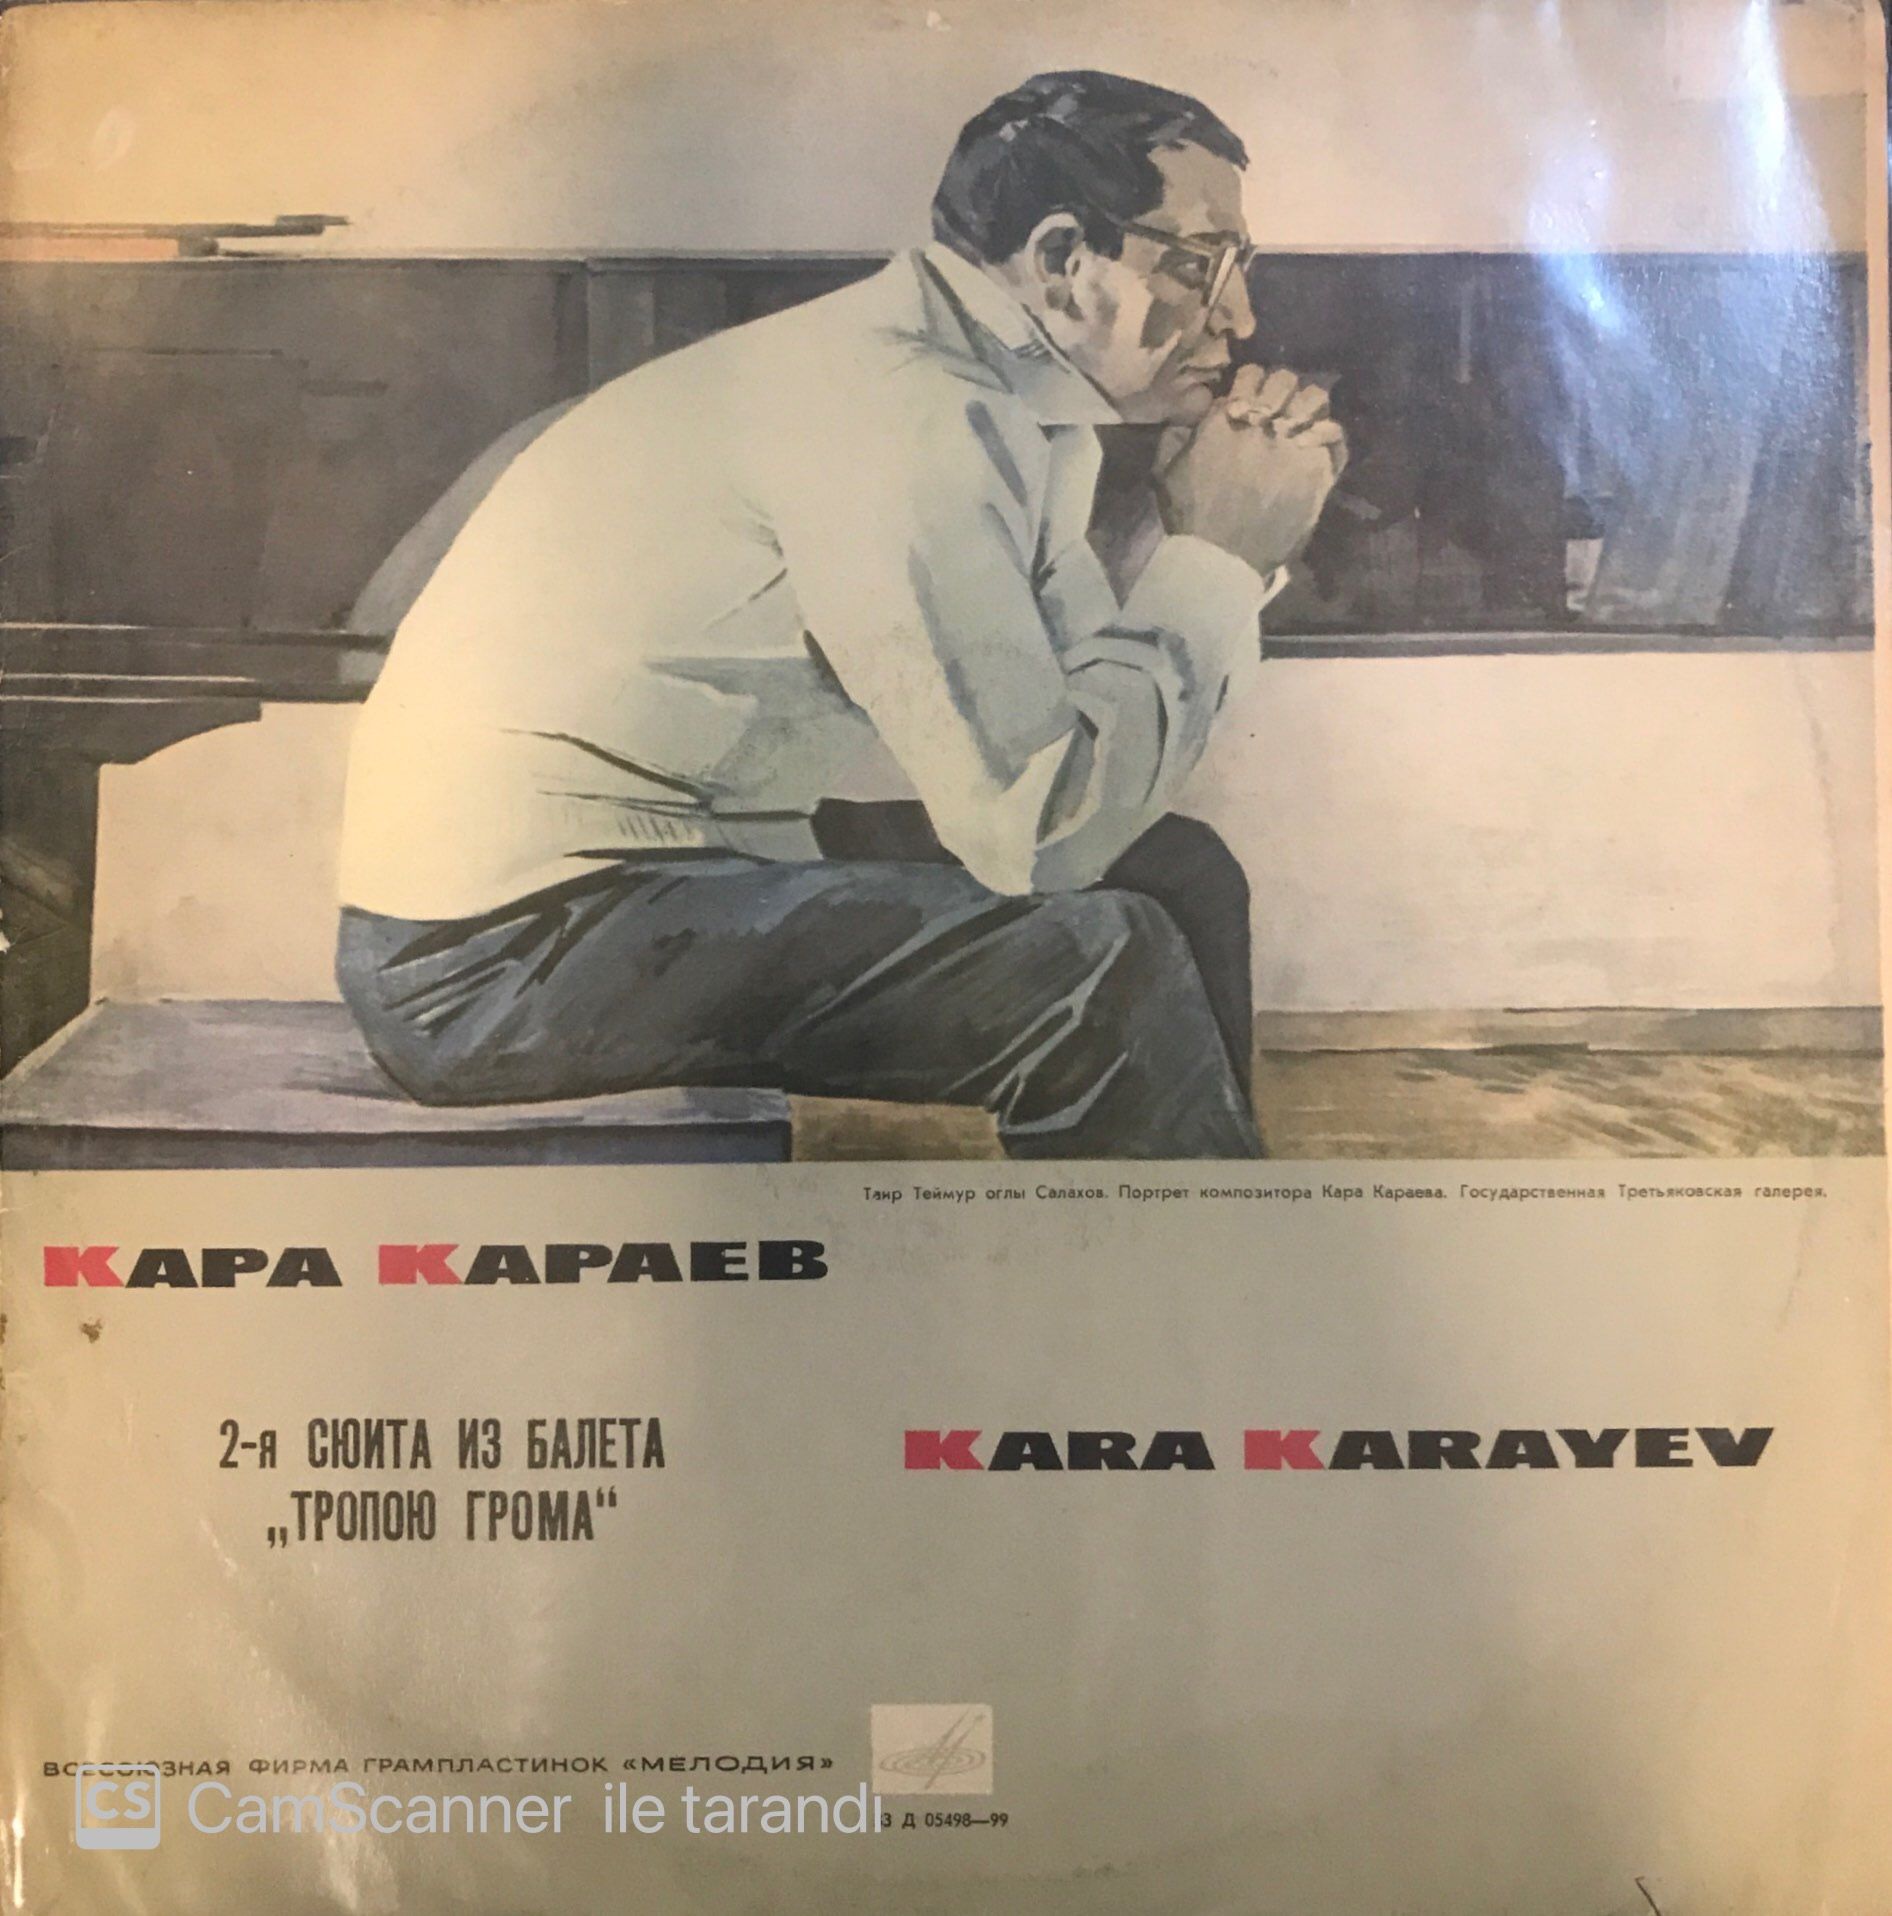 Таир Теймур оглы Салахов. Портрет композитора Кара Караева. Государственная Третьяковская галерея.
КАРА КАРАЕВ
2-я СЮИТА ИЗ БАЛЕТА
„ТРОПОЮ ГРОМА“
KARA KARAYEV
ВСЕСОЮЗНАЯ ФИРМА ГРАМПЛАСТИНОК «МЕЛОДИЯ»
CS CamScanner ile tarandı
33 Д 05498—99